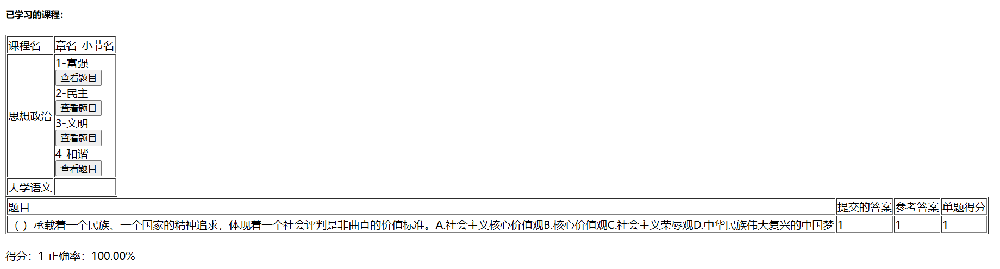 已学习的课程：
课程名 章名-小节名
思想政治
1-富强
查看题目
2-民主
查看题目
3-文明
查看题目
4-和谐
查看题目
大学语文
题目 提交的答案 参考答案 单题得分
（ ）承载着一个民族、一个国家的精神追求，体现着一个社会评判是非曲直的价值标准。A.社会主义核心价值观B.核心价值观C.社会主义荣辱观D.中华民族伟大复兴的中国梦 1 1 1
得分：1 正确率：100.00%